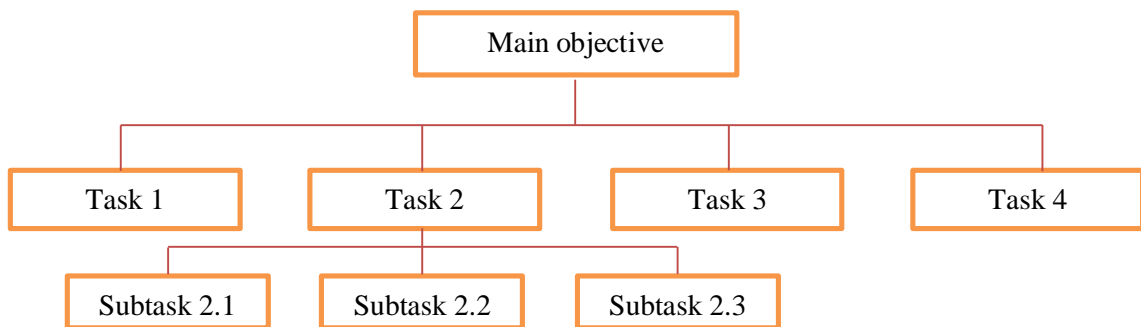 Main objective
Task 1
Task 2
Task 3
Task 4
Subtask 2.1
Subtask 2.2
Subtask 2.3